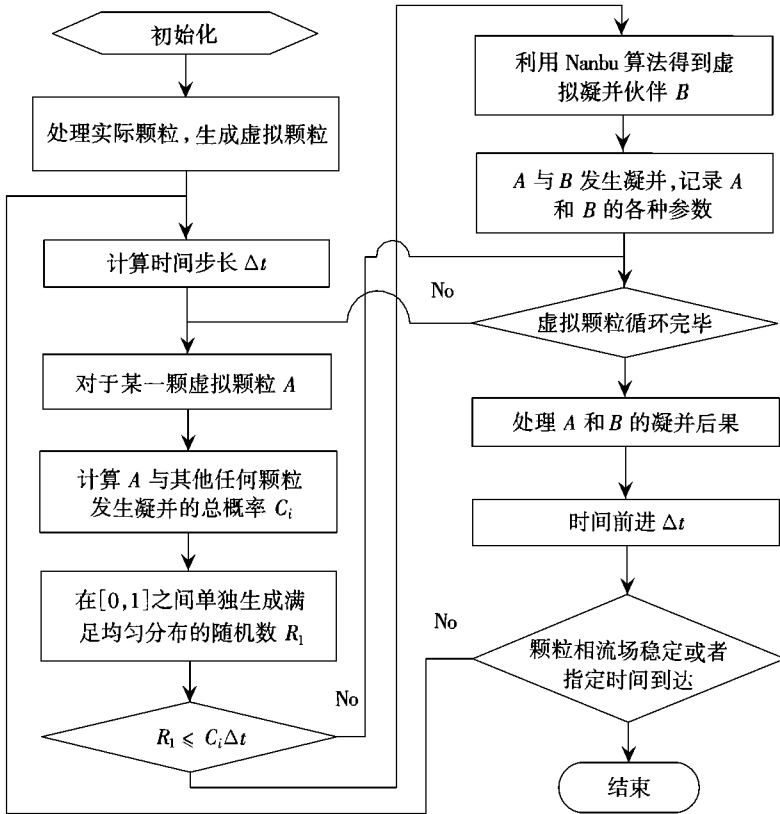 初始化
处理实际颗粒,生成虚拟颗粒
计算时间步长 Δt
对于某一颗虚拟颗粒 A
计算 A 与其他任何颗粒
发生凝并的总概率 Cᵢ
在[0,1]之间单独生成满
足均匀分布的随机数 R₁
R₁ ⩽ CᵢΔt
No
利用 Nanbu 算法得到虚
拟凝并伙伴 B
A 与 B 发生凝并,记录 A
和 B 的各种参数
No
虚拟颗粒循环完毕
处理 A 和 B 的凝并后果
时间前进 Δt
No
颗粒相流场稳定或者
指定时间到达
结束